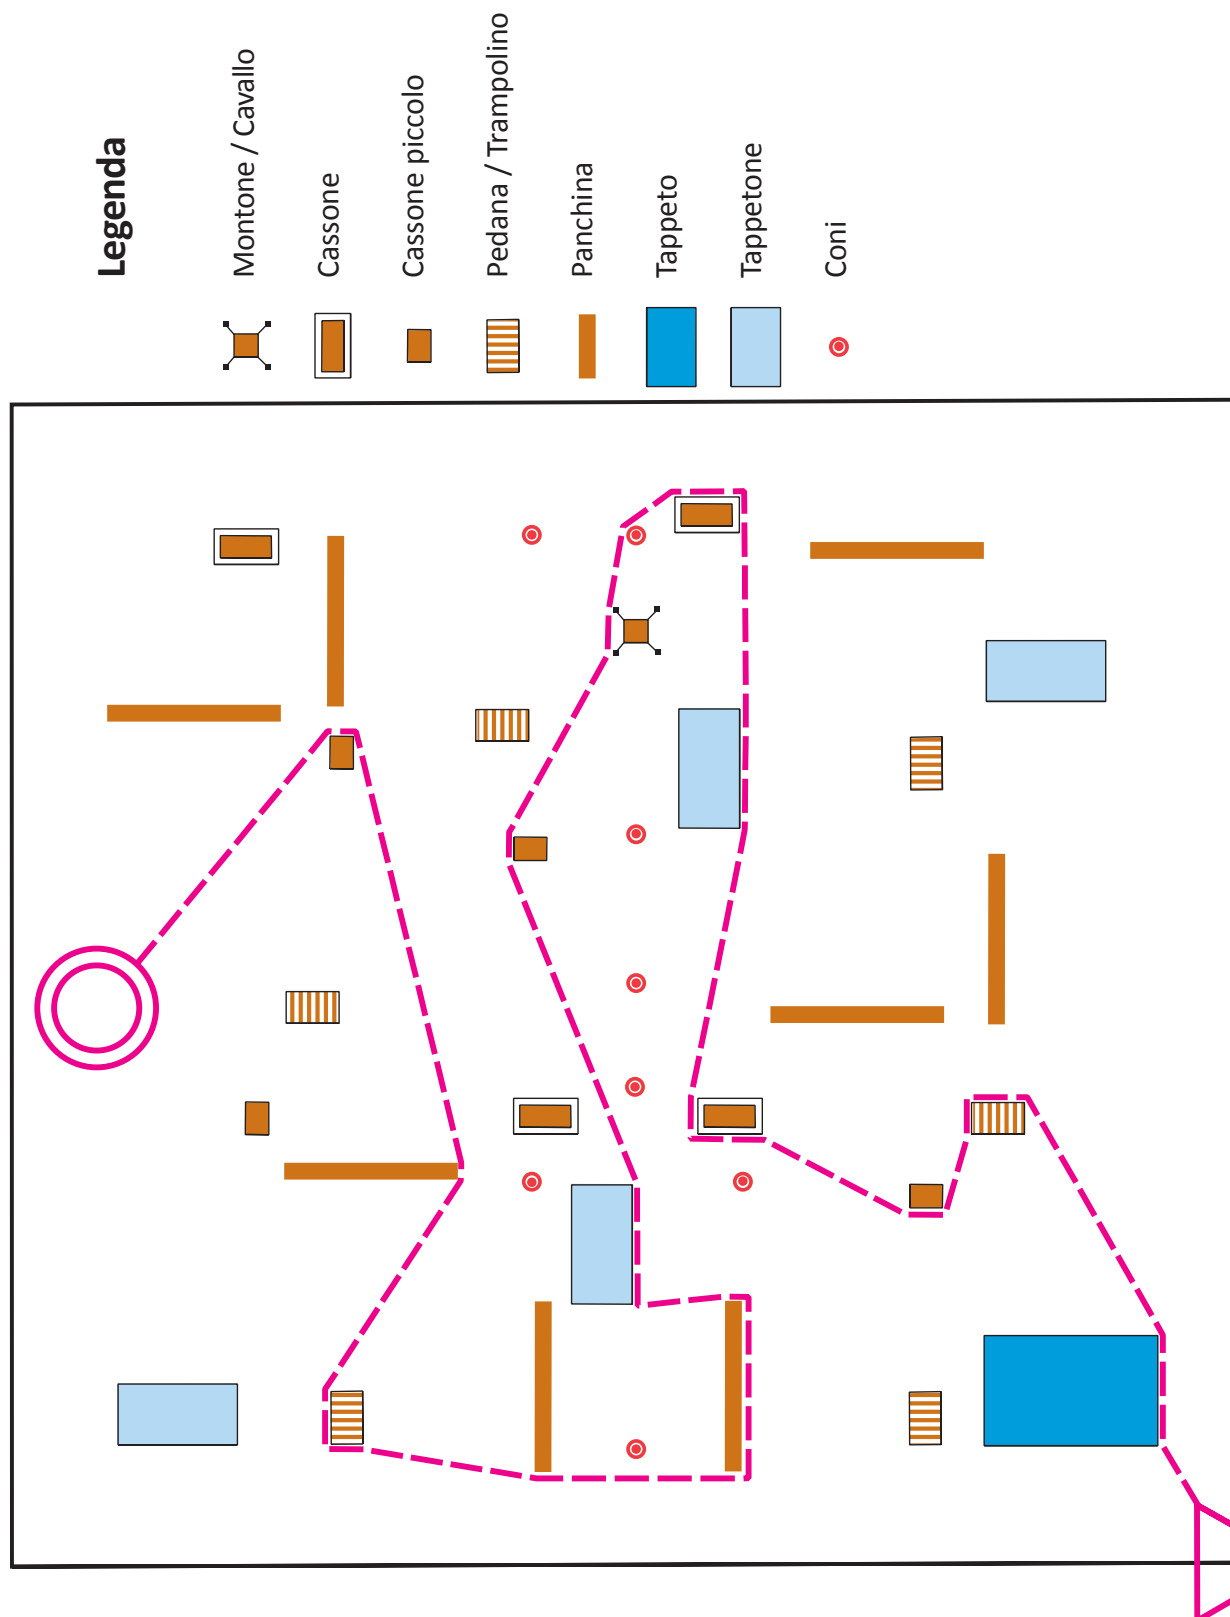 Legenda
Montone / Cavallo
Cassone
Cassone piccolo
Pedana / Trampolino
Panchina
Tappeto
Tappetone
Coni